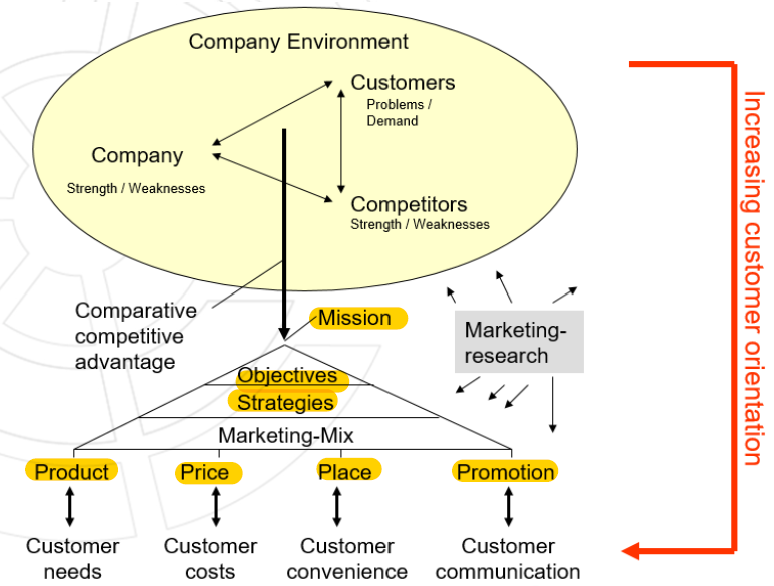 Company Environment
Customers
Problems /
Demand
Company
Strength / Weaknesses
Competitors
Strength / Weaknesses
Increasing customer orientation
Comparative
competitive
advantage
Mission
Marketing-
research
Objectives
Strategies
Marketing-Mix
Product
Price
Place
Promotion
Customer
needs
Customer
costs
Customer
convenience
Customer
communication